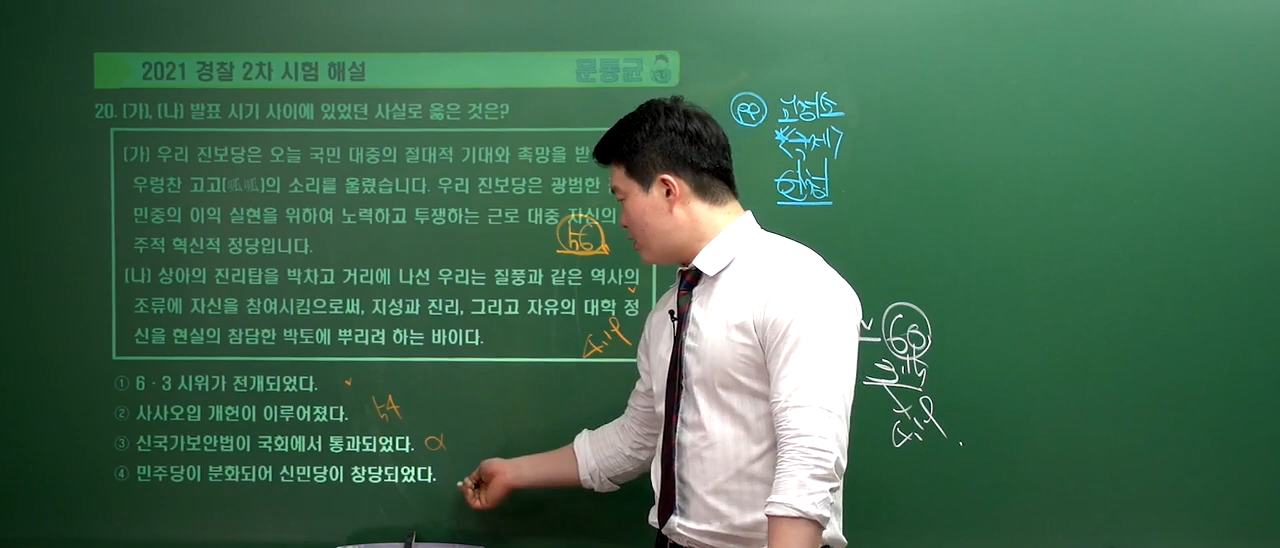 2021 경찰 2차 시험 해설
문동균
20. (가), (나) 발표 시기 사이에 있었던 사실로 옳은 것은?
(가) 우리 진보당은 오늘 국민 대중의 절대적 기대와 촉망을 받
우렁찬 고고(呱呱)의 소리를 올렸습니다. 우리 진보당은 광범한
민중의 이익 실현을 위하여 노력하고 투쟁하는 근로 대중 자신의
주적 혁신적 정당입니다.
(나) 상아의 진리탑을 박차고 거리에 나선 우리는 질풍과 같은 역사의
조류에 자신을 참여시킴으로써, 지성과 진리, 그리고 자유의 대학 정
신을 현실의 참담한 박토에 뿌리려 하는 바이다.
① 6 · 3 시위가 전개되었다.
② 사사오입 개헌이 이루어졌다.
54
③ 신국가보안법이 국회에서 통과되었다.
④ 민주당이 분화되어 신민당이 창당되었다.
56
4.19